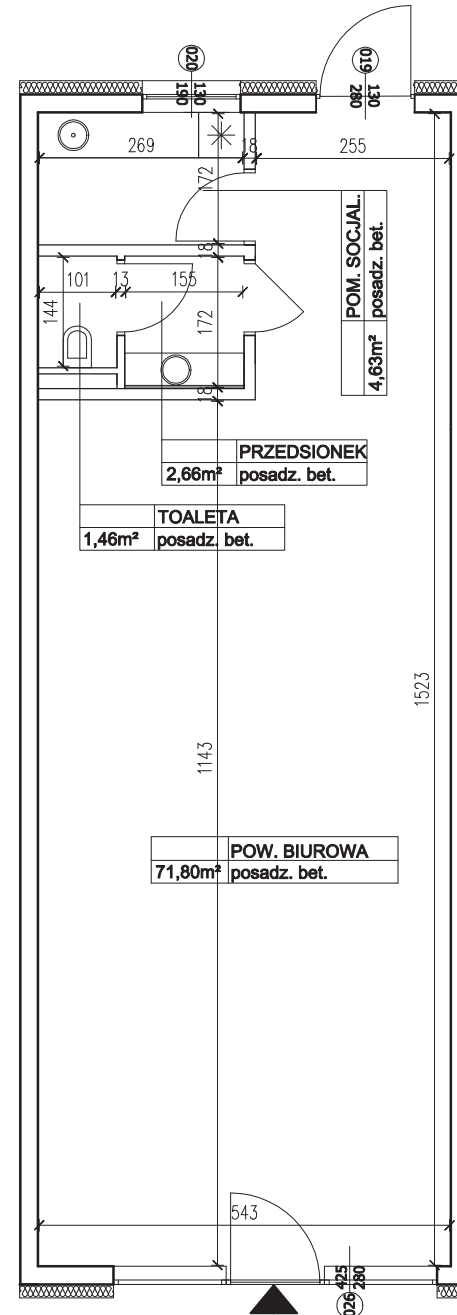 020
130
190
019
130
280
269
18
255
172
18
POM. SOCJAL.
4,63m² posadz. bet.
101
13
155
144
172
18
PRZEDSIONEK
2,66m² posadz. bet.
TOALETA
1,46m² posadz. bet.
1523
1143
POW. BIUROWA
71,80m² posadz. bet.
543
425
280
026